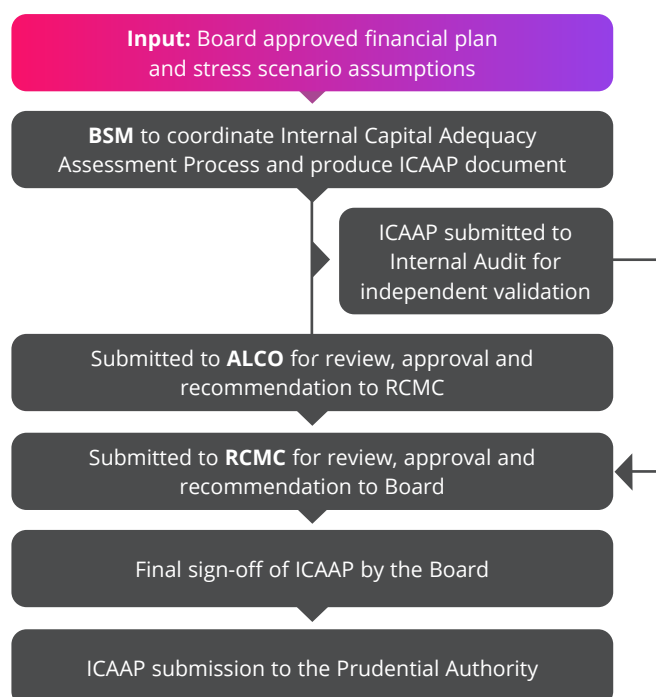 Input: Board approved financial plan
and stress scenario assumptions
BSM to coordinate Internal Capital Adequacy
Assessment Process and produce ICAAP document
ICAAP submitted to
Internal Audit for
independent validation
Submitted to ALCO for review, approval and
recommendation to RCMC
Submitted to RCMC for review, approval and
recommendation to Board
Final sign-off of ICAAP by the Board
ICAAP submission to the Prudential Authority